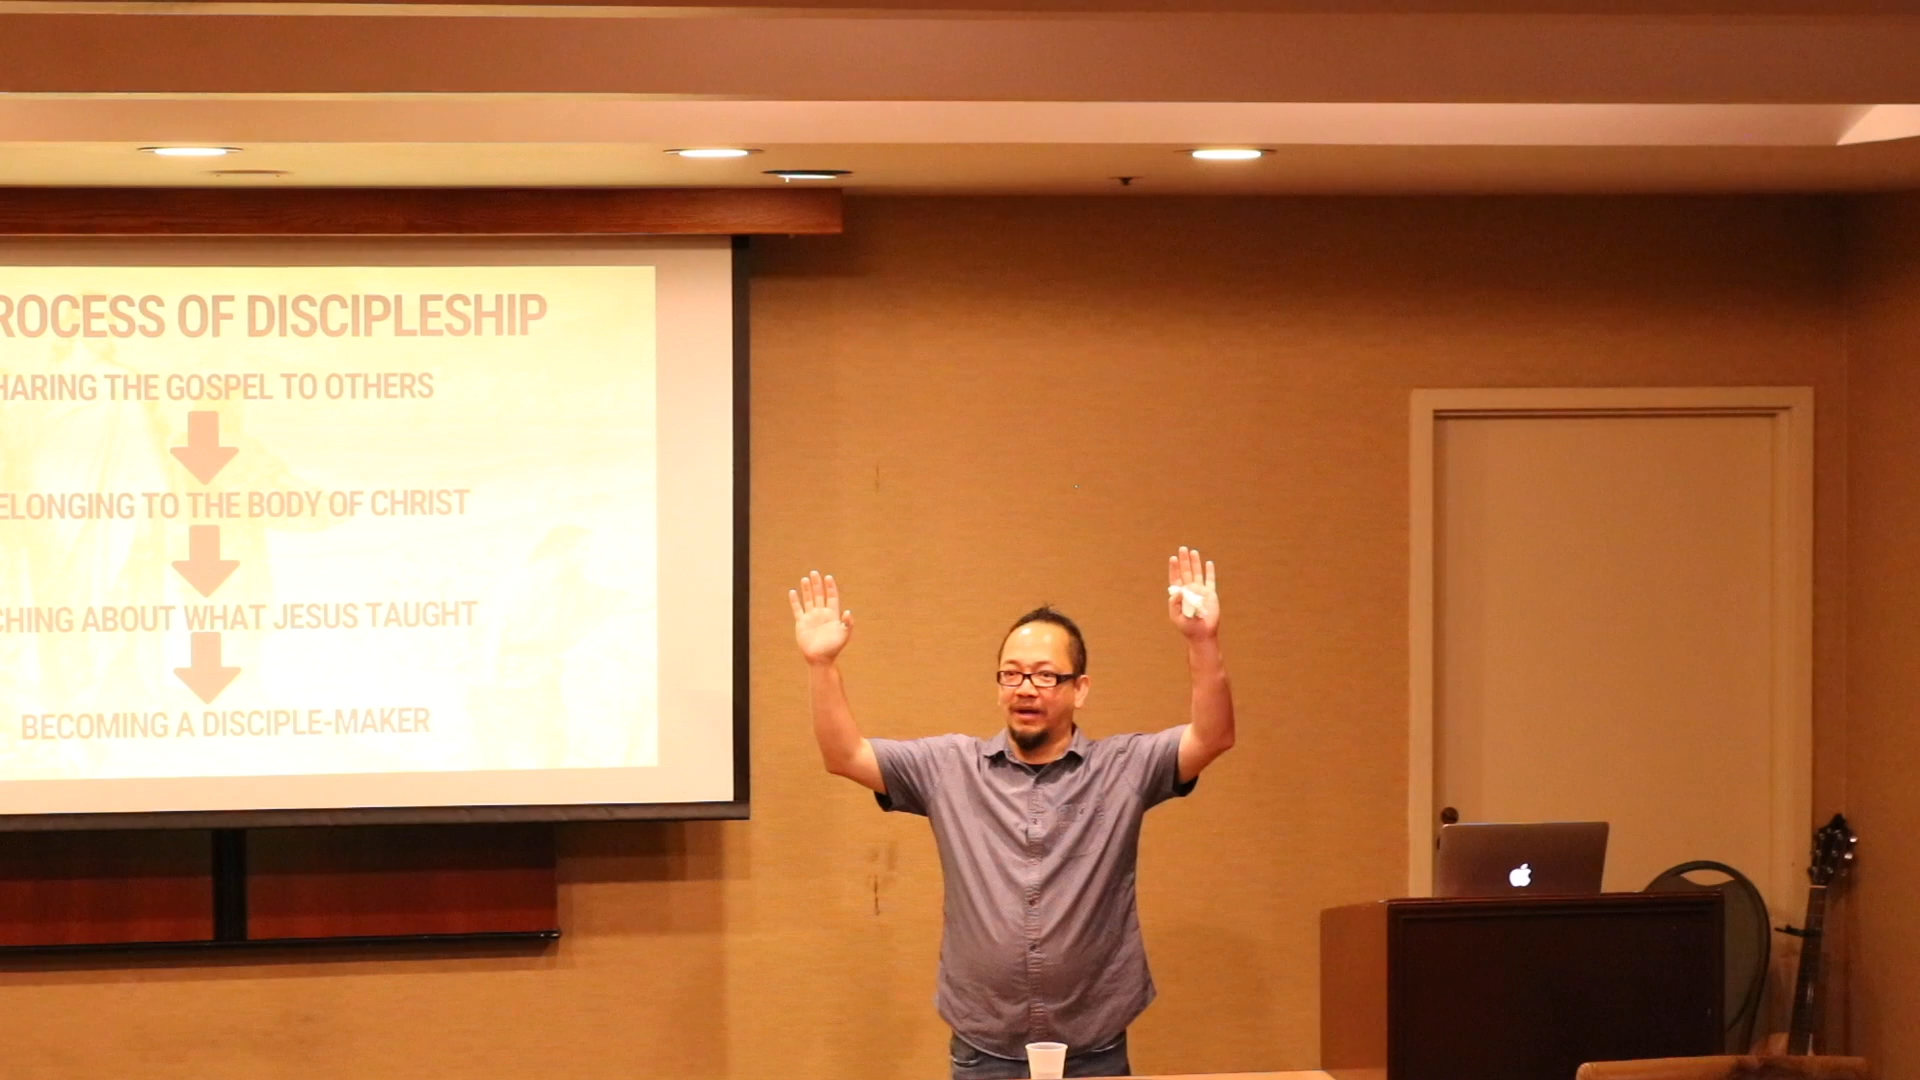 ROCESS OF DISCIPLESHIP
HARING THE GOSPEL TO OTHERS
ELONGING TO THE BODY OF CHRIST
CHING ABOUT WHAT JESUS TAUGHT
BECOMING A DISCIPLE-MAKER